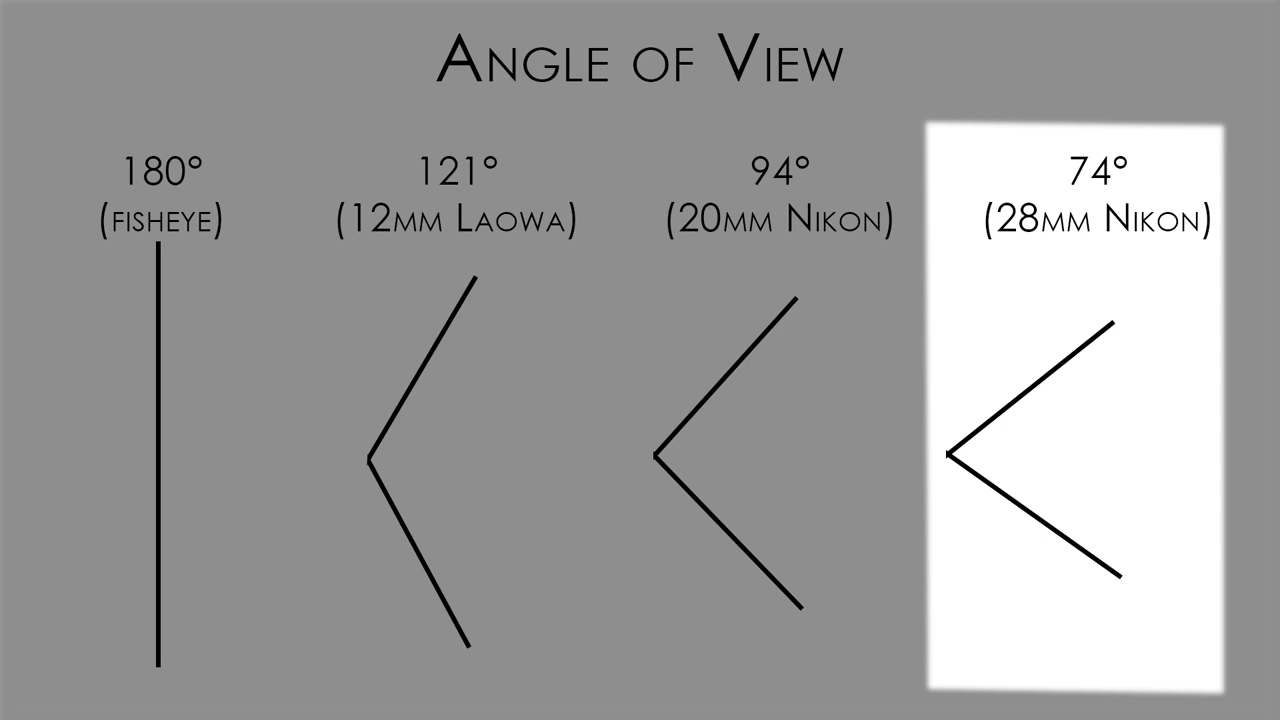 Angle of View
180°
(fisheye)
121°
(12mm Laowa)
94°
(20mm Nikon)
74°
(28mm Nikon)